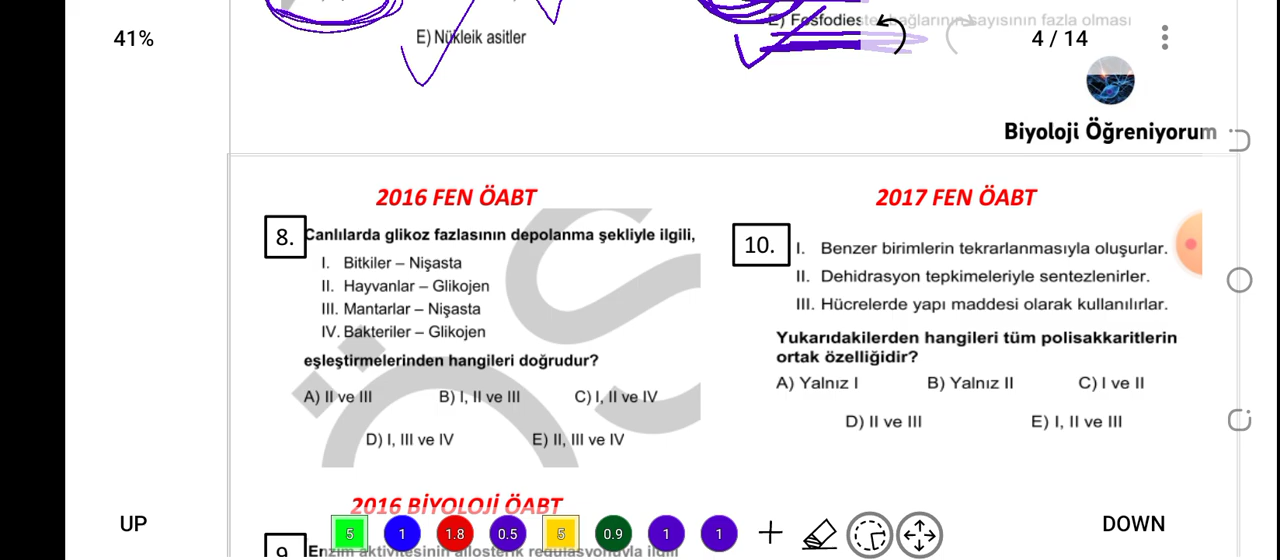 41%
E) Nükleik asitler
E) Fosfodiester bağlarının sayısının fazla olması
4 / 14
Biyoloji Öğreniyorum
2016 FEN ÖABT
8. Canlılarda glikoz fazlasının depolanma şekliyle ilgili,
I. Bitkiler – Nişasta
II. Hayvanlar – Glikojen
III. Mantarlar – Nişasta
IV. Bakteriler – Glikojen
eşleştirmelerinden hangileri doğrudur?
A) II ve III B) I, II ve III C) I, II ve IV
D) I, III ve IV E) II, III ve IV
2017 FEN ÖABT
10. I. Benzer birimlerin tekrarlanmasıyla oluşurlar.
II. Dehidrasyon tepkimeleriyle sentezlenirler.
III. Hücrelerde yapı maddesi olarak kullanılırlar.
Yukarıdakilerden hangileri tüm polisakkaritlerin
ortak özelliğidir?
A) Yalnız I B) Yalnız II C) I ve II
D) II ve III E) I, II ve III
2016 BİYOLOJİ ÖABT
9. Enzim aktivitesinin allosterik regülasyonuyla ilgili
UP
5 1 1.8 0.5 5 0.9 1 1
DOWN